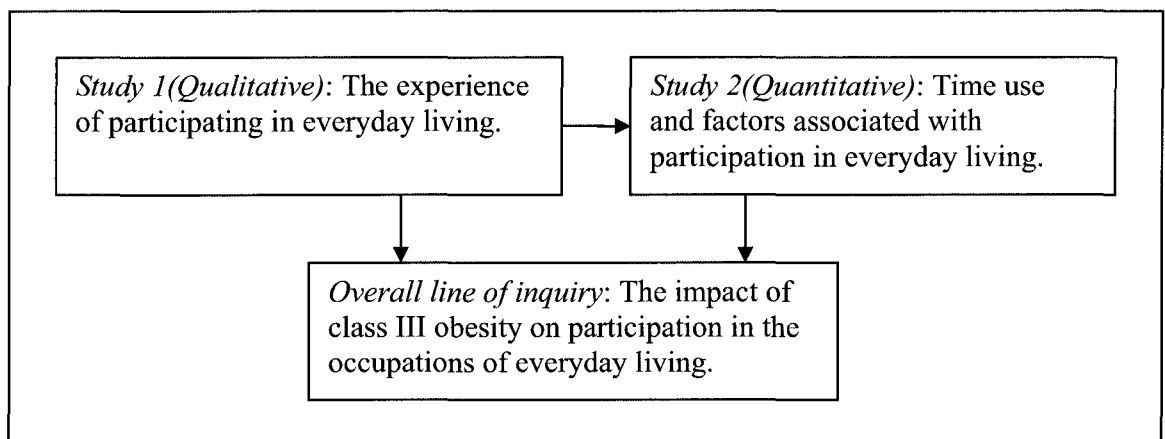 Study 1(Qualitative): The experience
of participating in everyday living.
Study 2(Quantitative): Time use
and factors associated with
participation in everyday living.
Overall line of inquiry: The impact of
class III obesity on participation in the
occupations of everyday living.